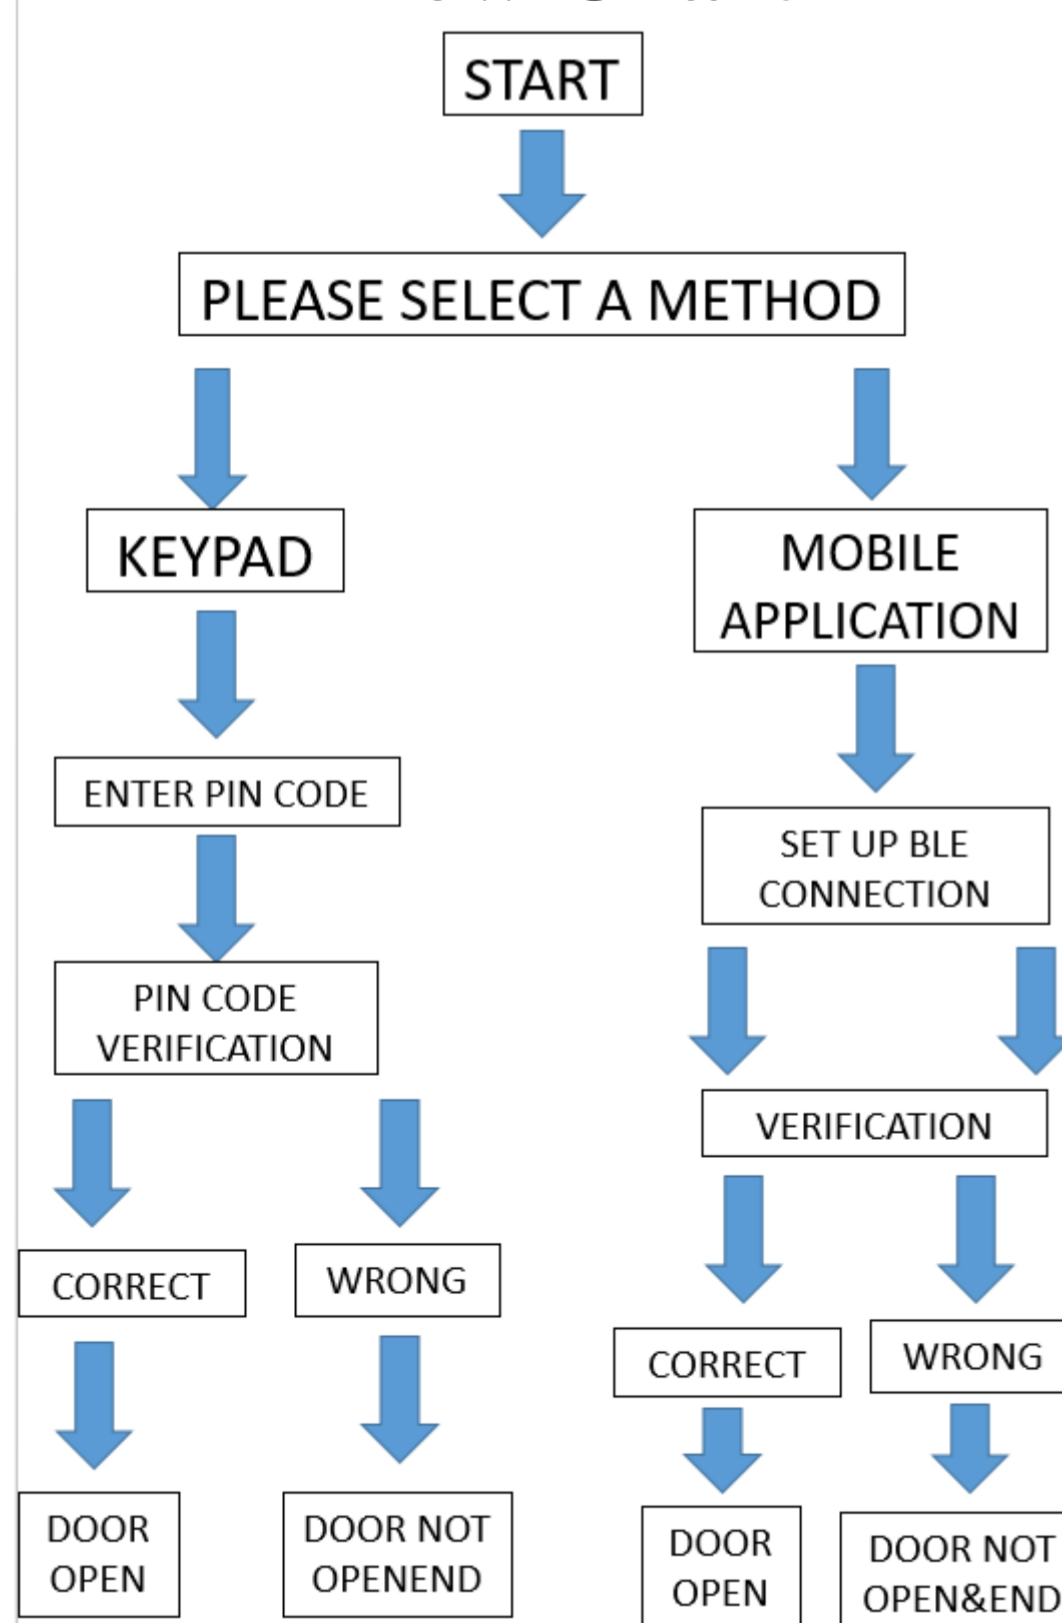 START
PLEASE SELECT A METHOD
KEYPAD
MOBILE
APPLICATION
ENTER PIN CODE
SET UP BLE
CONNECTION
PIN CODE
VERIFICATION
VERIFICATION
CORRECT
WRONG
CORRECT
WRONG
DOOR
OPEN
DOOR NOT
OPENEND
DOOR
OPEN
DOOR NOT
OPEN&END